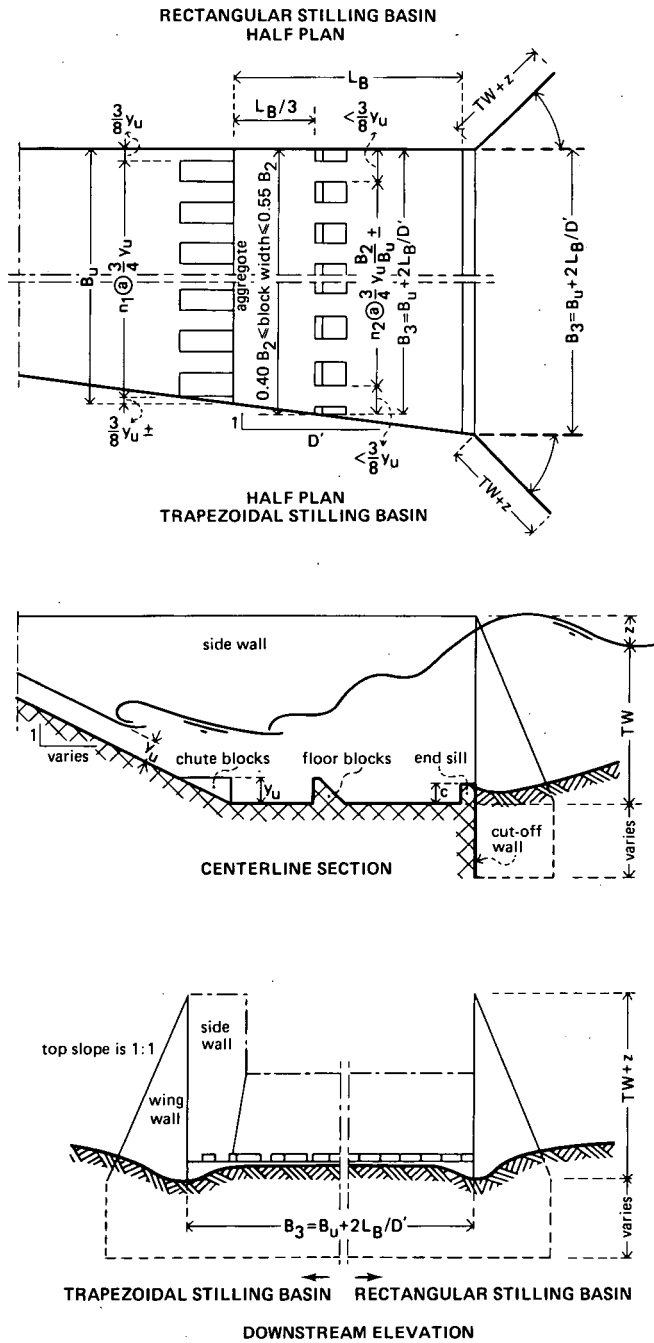 RECTANGULAR STILLING BASIN
HALF PLAN
L_B
TW+z
3/8 y_u
L_B/3
<3/8 y_u
B_u
n_1 @ 3/4 y_u
aggregote
0.40 B_2 ≤ block width ≤ 0.55 B_2
n_2 @ 3/4 y_u B_2/B_u ±
B_3=B_u+2L_B/D'
B_3=B_u+2L_B/D'
3/8 y_u ±
1
D'
<3/8 y_u
TW+z
HALF PLAN
TRAPEZOIDAL STILLING BASIN
side wall
z
TW
1
varies
y_u
chute blocks
y_u
floor blocks
end sill
c
cut-off
wall
varies
CENTERLINE SECTION
top slope is 1:1
side
wall
wing
wall
TW+z
varies
B_3=B_u+2L_B/D'
TRAPEZOIDAL STILLING BASIN
RECTANGULAR STILLING BASIN
DOWNSTREAM ELEVATION